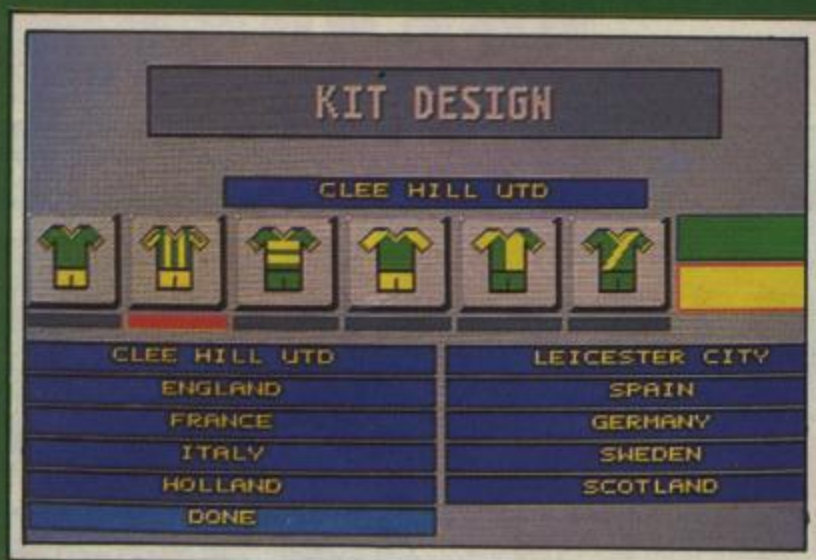 KIT DESIGN
CLEE HILL UTD
CLEE HILL UTD
LEICESTER CITY
ENGLAND
SPAIN
FRANCE
GERMANY
ITALY
SWEDEN
HOLLAND
SCOTLAND
DONE